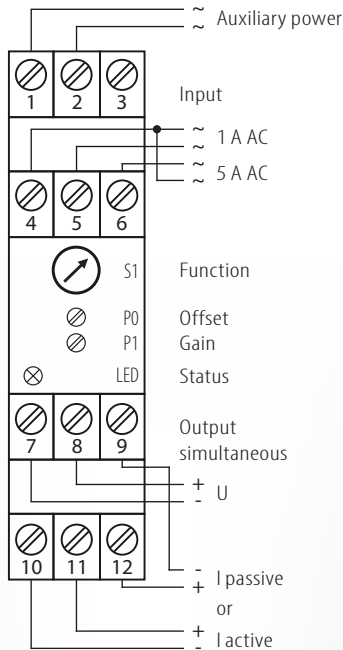 ~ Auxiliary power
~
1 2 3
Input
~ 1 A AC
~
~ 5 A AC
~
4 5 6
S1 Function
P0 Offset
P1 Gain
LED Status
7 8 9
Output
simultaneous
+ U
-
10 11 12
- I passive
+
or
+ I active
-